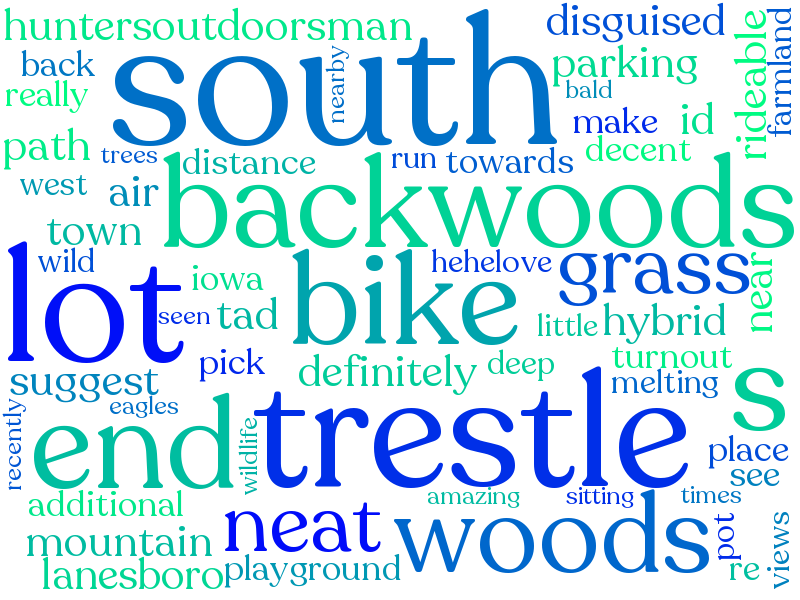 huntersoutdoorsman
disguised
back
south
nearby
parking
rideable
farmland
really
bald
make
id
path
trees
distance
run
towards
decent
west
air
backwoods
town
lot
wild
iowa
bike
hehelove
grass
near
seen
tad
little
hybrid
pick
definitely
deep
turnout
suggest
melting
s
recently
eagles
end
wildlife
trestle
place
see
additional
neat
amazing
sitting
times
mountain
woods
pot
views
lanesboro
playground
re